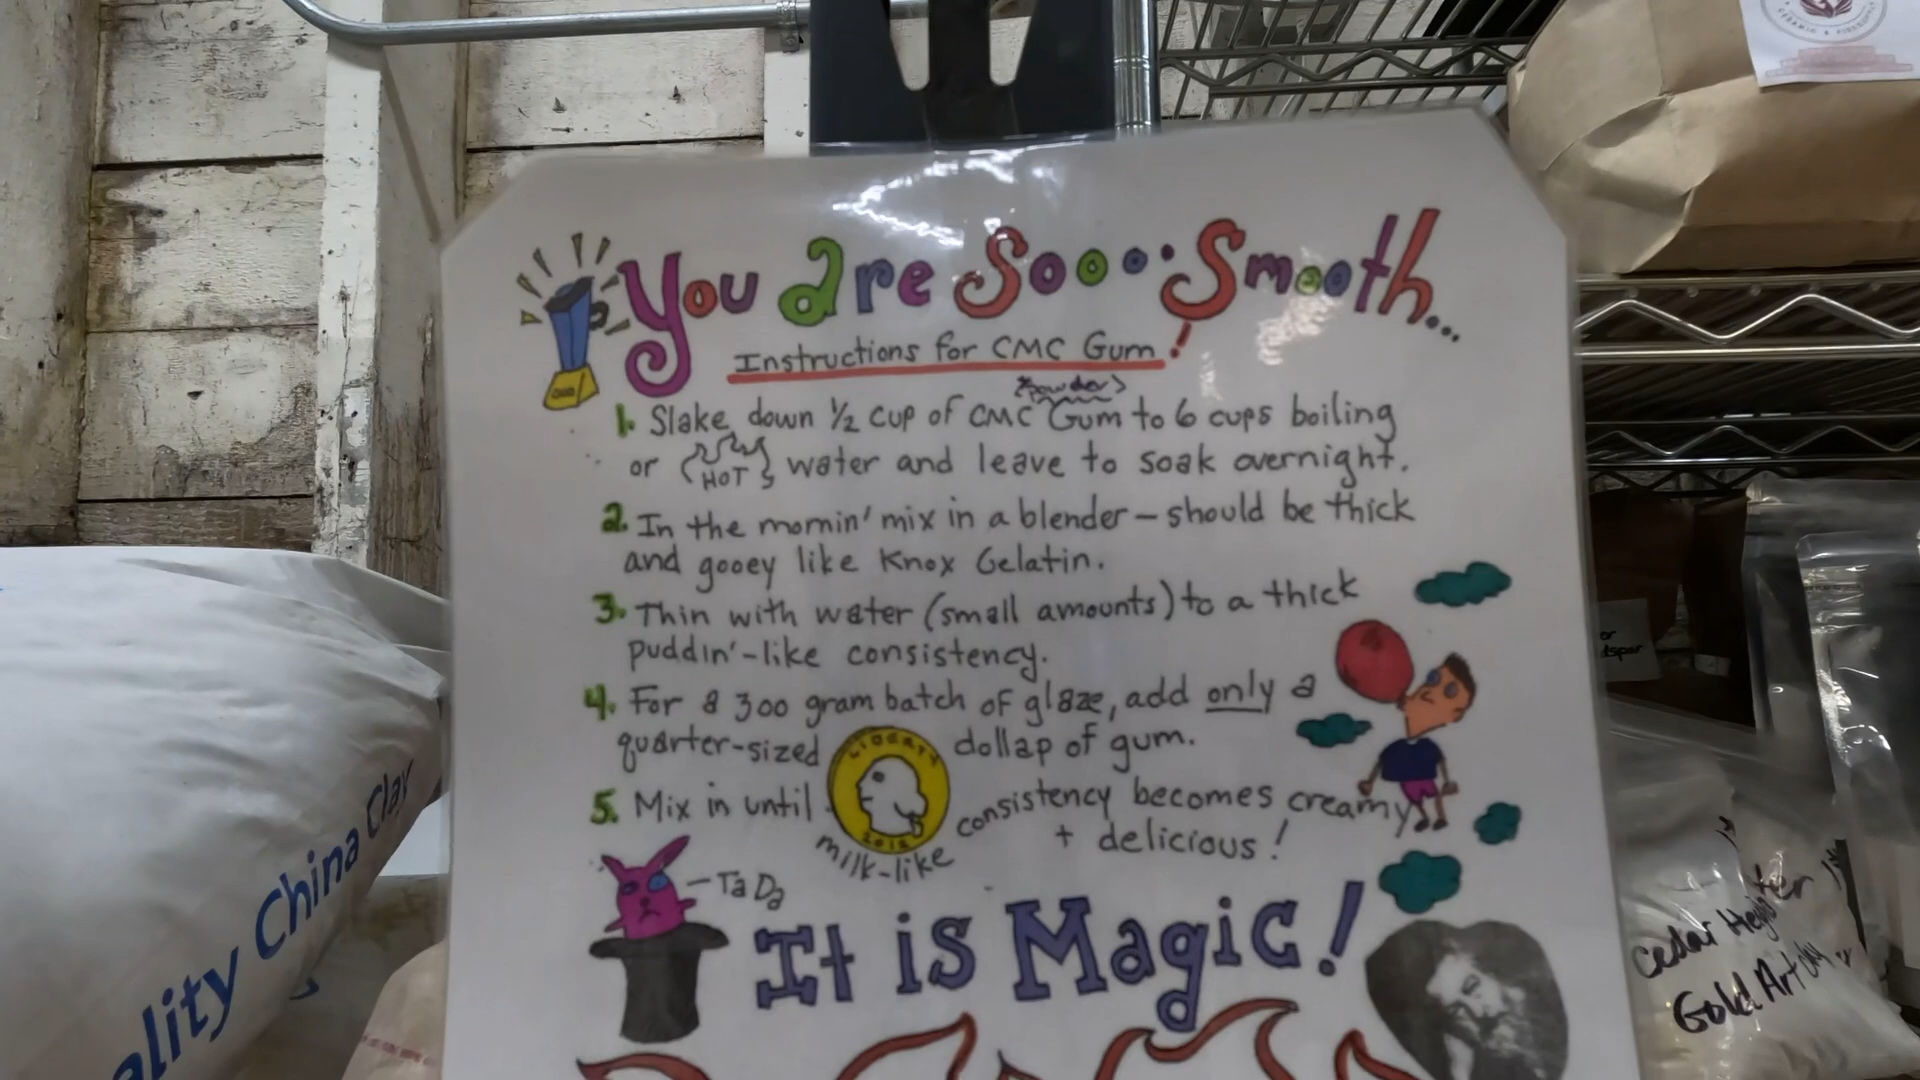 You are Sooo. Smooth...
Instructions for CMC Gum!
(powder)
1. Slake down 1/2 cup of CMC Gum to 6 cups boiling
or HOT water and leave to soak overnight.
2. In the mornin' mix in a blender – should be thick
and gooey like Knox Gelatin.
3. Thin with water (small amounts) to a thick
puddin'-like consistency.
4. For a 300 gram batch of glaze, add only a
quarter-sized dollap of gum.
5. Mix in until milk-like consistency becomes creamy
+ delicious!
– Ta Da
It is Magic!
ality China Clay
Cedar Heights
Gold Art Clay